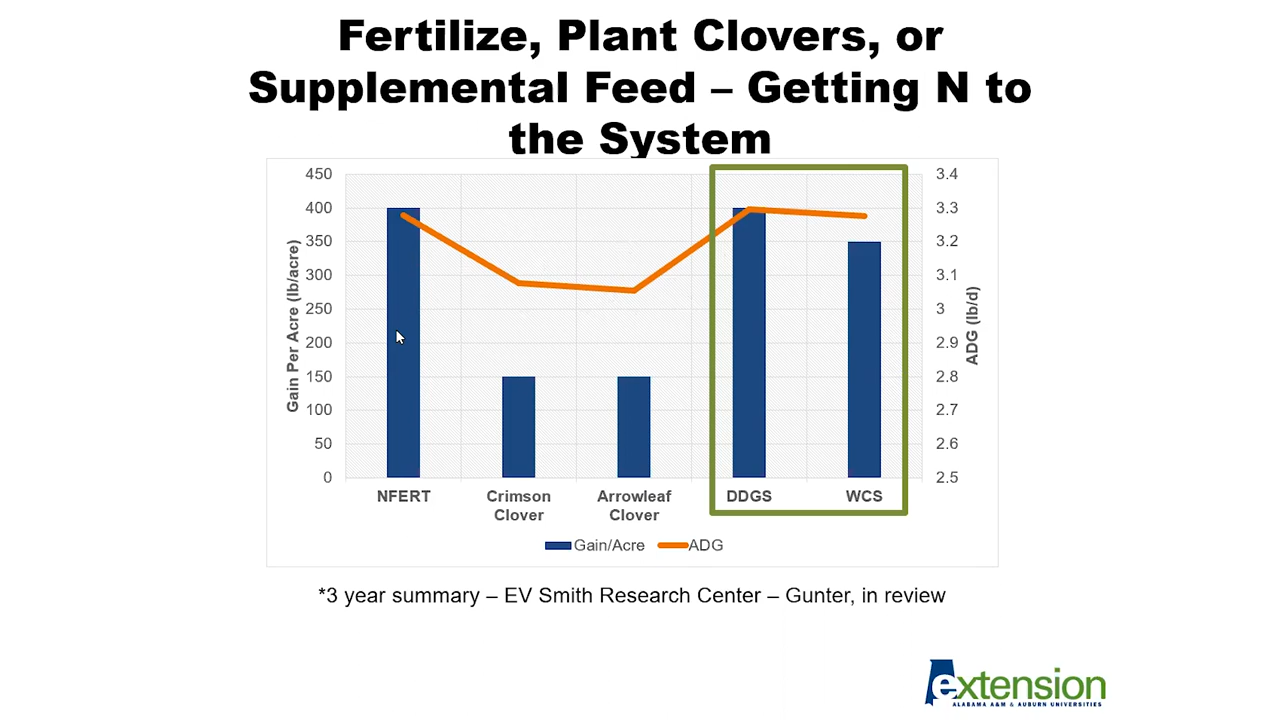 Fertilize, Plant Clovers, or
Supplemental Feed – Getting N to
the System
Gain Per Acre (lb/acre)
450
400
350
300
250
200
150
100
50
0
3.4
3.3
3.2
3.1
3
2.9
2.8
2.7
2.6
2.5
ADG (lb/d)
NFERT
Crimson
Clover
Arrowleaf
Clover
DDGS
WCS
Gain/Acre
ADG
*3 year summary – EV Smith Research Center – Gunter, in review
extension
ALABAMA A&M & AUBURN UNIVERSITIES